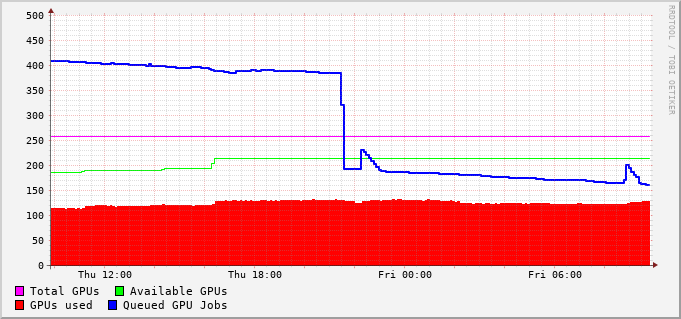 500
450
400
350
300
250
200
150
100
50
0
Thu 12:00 Thu 18:00 Fri 00:00 Fri 06:00
Total GPUs Available GPUs
GPUs used Queued GPU Jobs
RRDTOOL / TOBI OETIKER